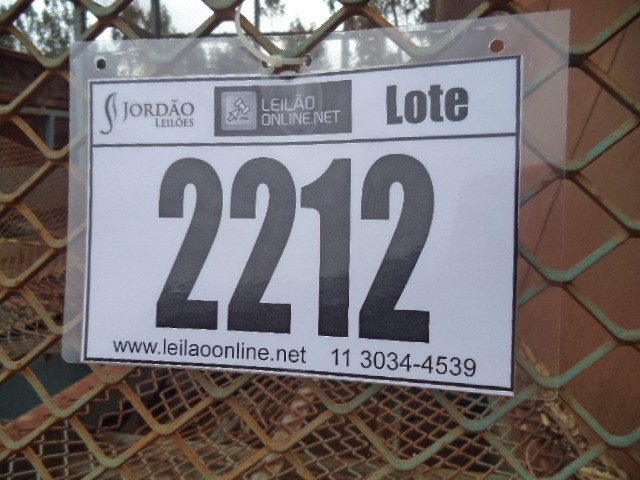 JORDÃO
LEILÕES
LEILÃO
ONLINE.NET
Lote
2212
www.leilaoonline.net 11 3034-4539